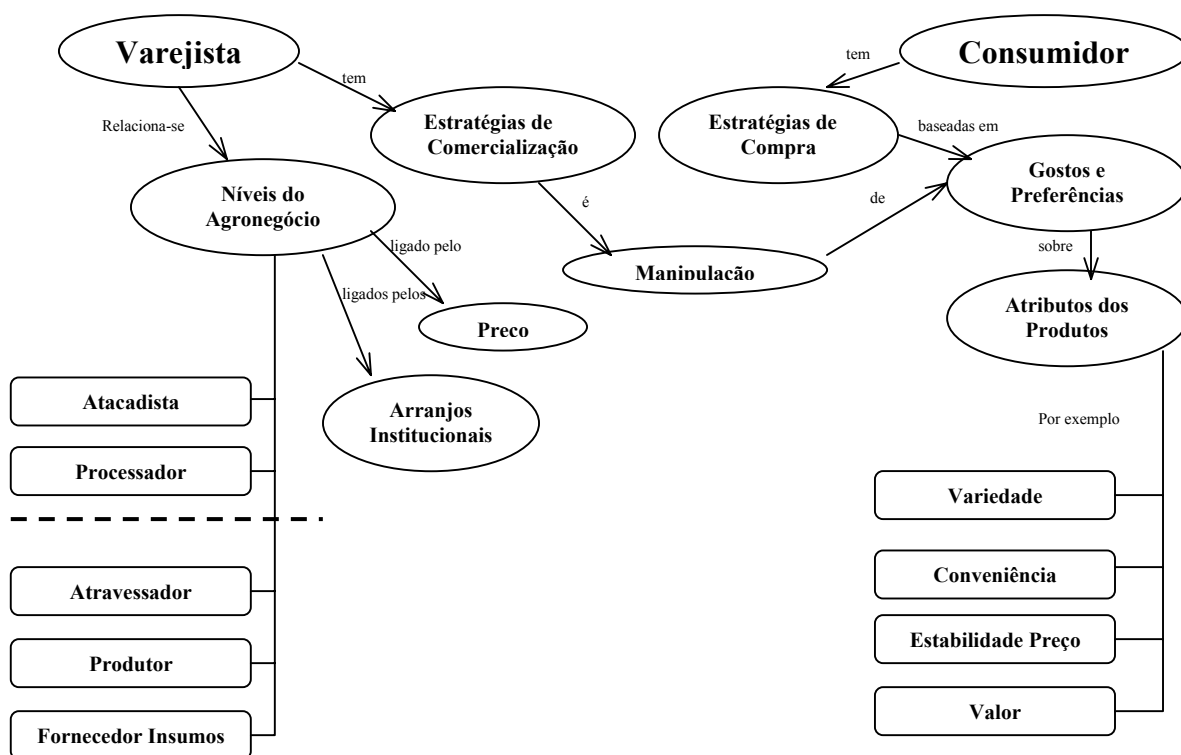 Varejista
Consumidor
tem
tem
Relaciona-se
Estratégias de
Comercialização
Estratégias de
Compra
baseadas em
Níveis do
Agronegócio
Gostos e
Preferências
é
de
ligado pelo
sobre
Manipulacão
ligados pelos
Preco
Atributos dos
Produtos
Arranjos
Institucionais
Atacadista
Por exemplo
Processador
Variedade
Atravessador
Conveniência
Produtor
Estabilidade Preço
Fornecedor Insumos
Valor